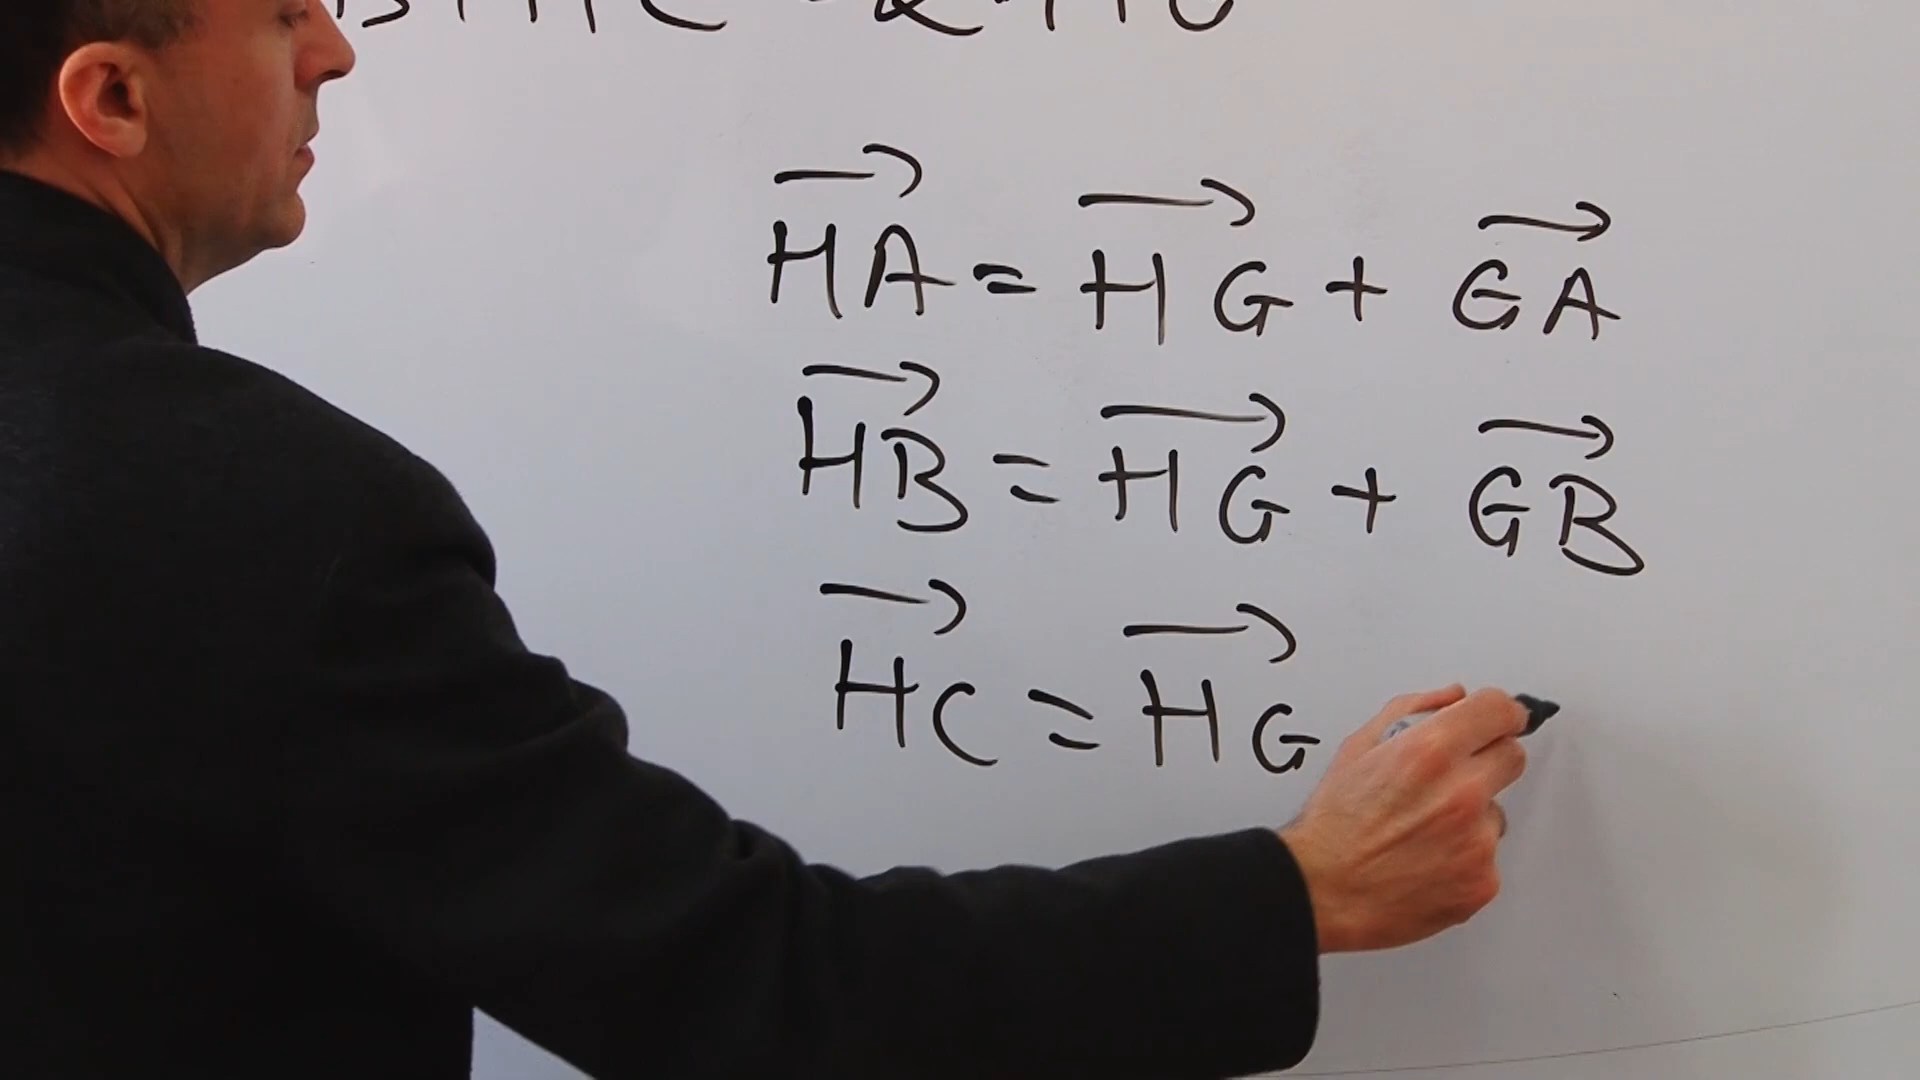 HA = HG + GA
HB = HG + GB
HC = HG